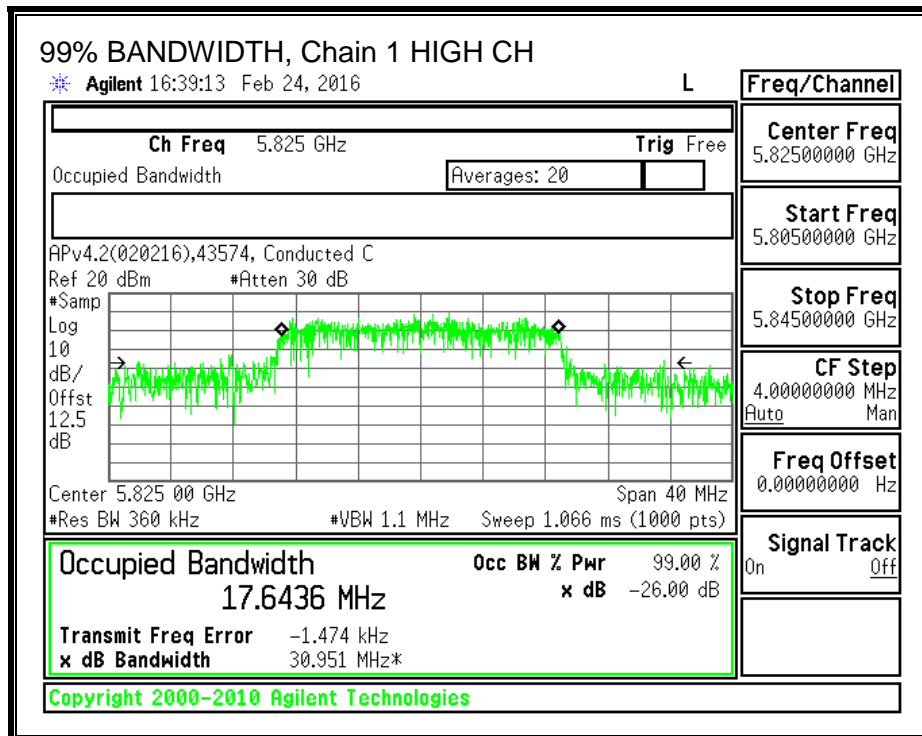 99% BANDWIDTH, Chain 1 HIGH CH
Agilent 16:39:13 Feb 24, 2016 L
Freq/Channel
Ch Freq 5.825 GHz Trig Free
Occupied Bandwidth Averages: 20
Center Freq
5.82500000 GHz
Start Freq
5.80500000 GHz
Stop Freq
5.84500000 GHz
CF Step
4.00000000 MHz
Auto Man
Freq Offset
0.00000000 Hz
Signal Track
On Off
APv4.2(020216),43574, Conducted C
Ref 20 dBm #Atten 30 dB
#Samp
Log
10
dB/
Offst
12.5
dB
Center 5.825 00 GHz Span 40 MHz
#Res BW 360 kHz #VBW 1.1 MHz Sweep 1.066 ms (1000 pts)
Occupied Bandwidth Occ BW % Pwr 99.00 %
17.6436 MHz x dB -26.00 dB
Transmit Freq Error -1.474 kHz
x dB Bandwidth 30.951 MHz*
Copyright 2000-2010 Agilent Technologies